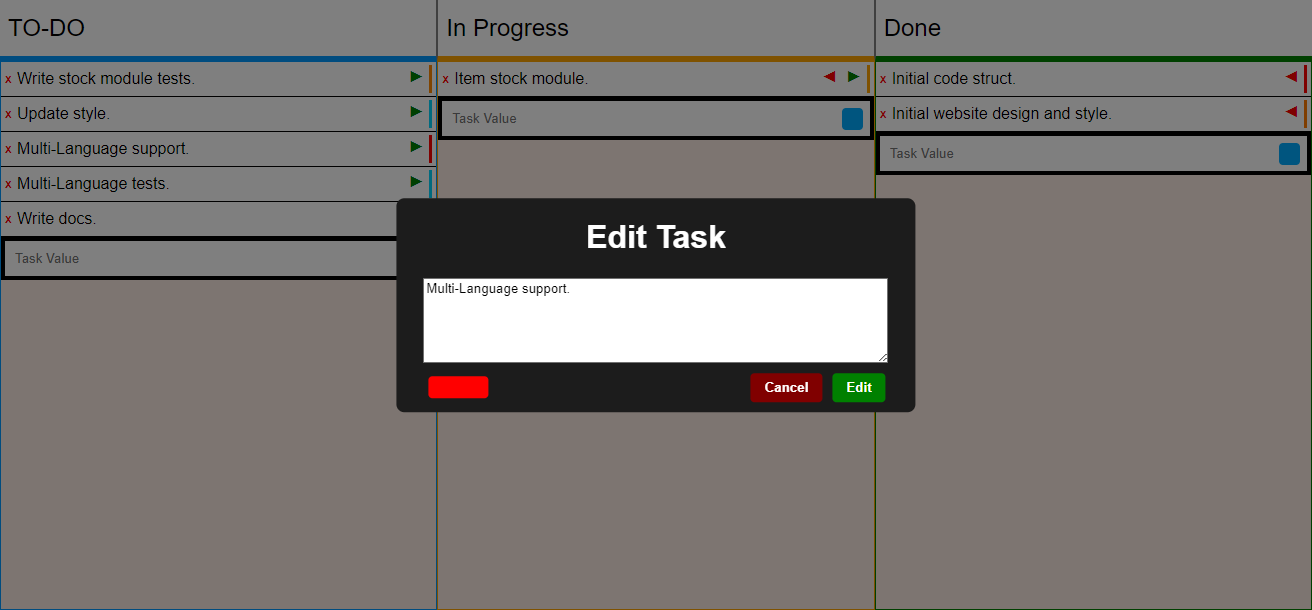 TO-DO
x Write stock module tests.
x Update style.
x Multi-Language support.
x Multi-Language tests.
x Write docs.
Task Value
In Progress
x Item stock module.
Task Value
Done
x Initial code struct.
x Initial website design and style.
Task Value
Edit Task
Multi-Language support.
Cancel
Edit